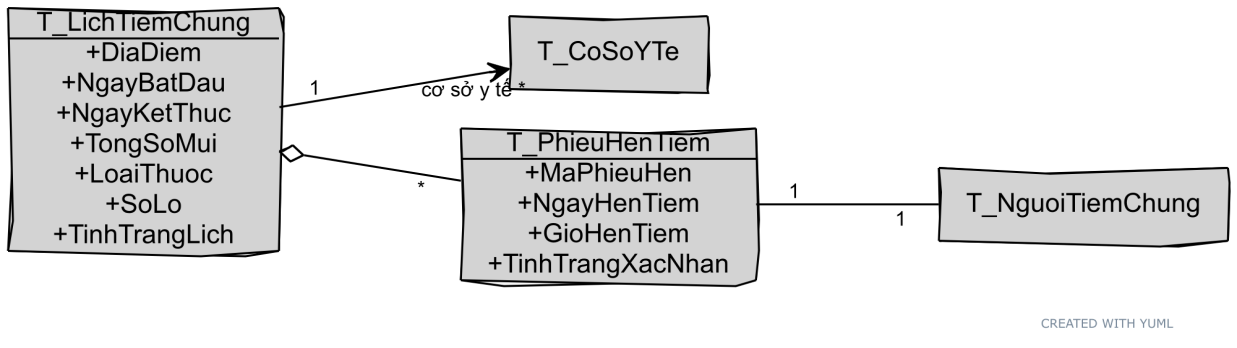 T_LichTiemChung
+DiaDiem
+NgayBatDau
+NgayKetThuc
+TongSoMui
+LoaiThuoc
+SoLo
+TinhTrangLich
1
cơ sở y tế *
T_CoSoYTe
*
T_PhieuHenTiem
+MaPhieuHen
+NgayHenTiem
+GioHenTiem
+TinhTrangXacNhan
1
1
T_NguoiTiemChung
CREATED WITH YUML